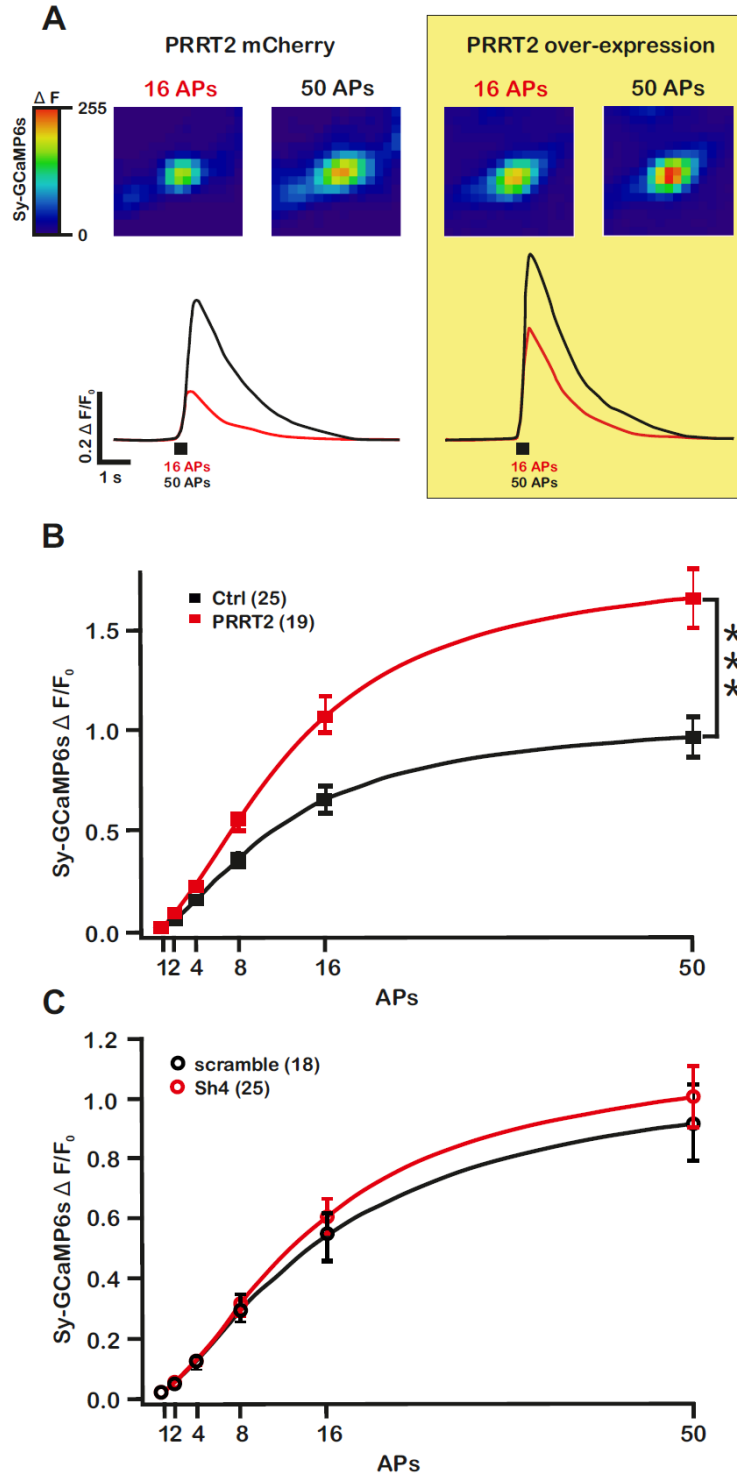 A
PRRT2 mCherry
PRRT2 over-expression
Δ F
16 APs
50 APs
16 APs
50 APs
255
Sy-GCaMP6s
0
0.2 Δ F/F₀
1 s
16 APs
50 APs
16 APs
50 APs
B
Ctrl (25)
PRRT2 (19)
1.5
1.0
0.5
0.0
Sy-GCaMP6s Δ F/F₀
***
1 2 4 8 16 50
APs
C
scramble (18)
Sh4 (25)
1.2
1.0
0.8
0.6
0.4
0.2
0.0
Sy-GCaMP6s Δ F/F₀
1 2 4 8 16 50
APs